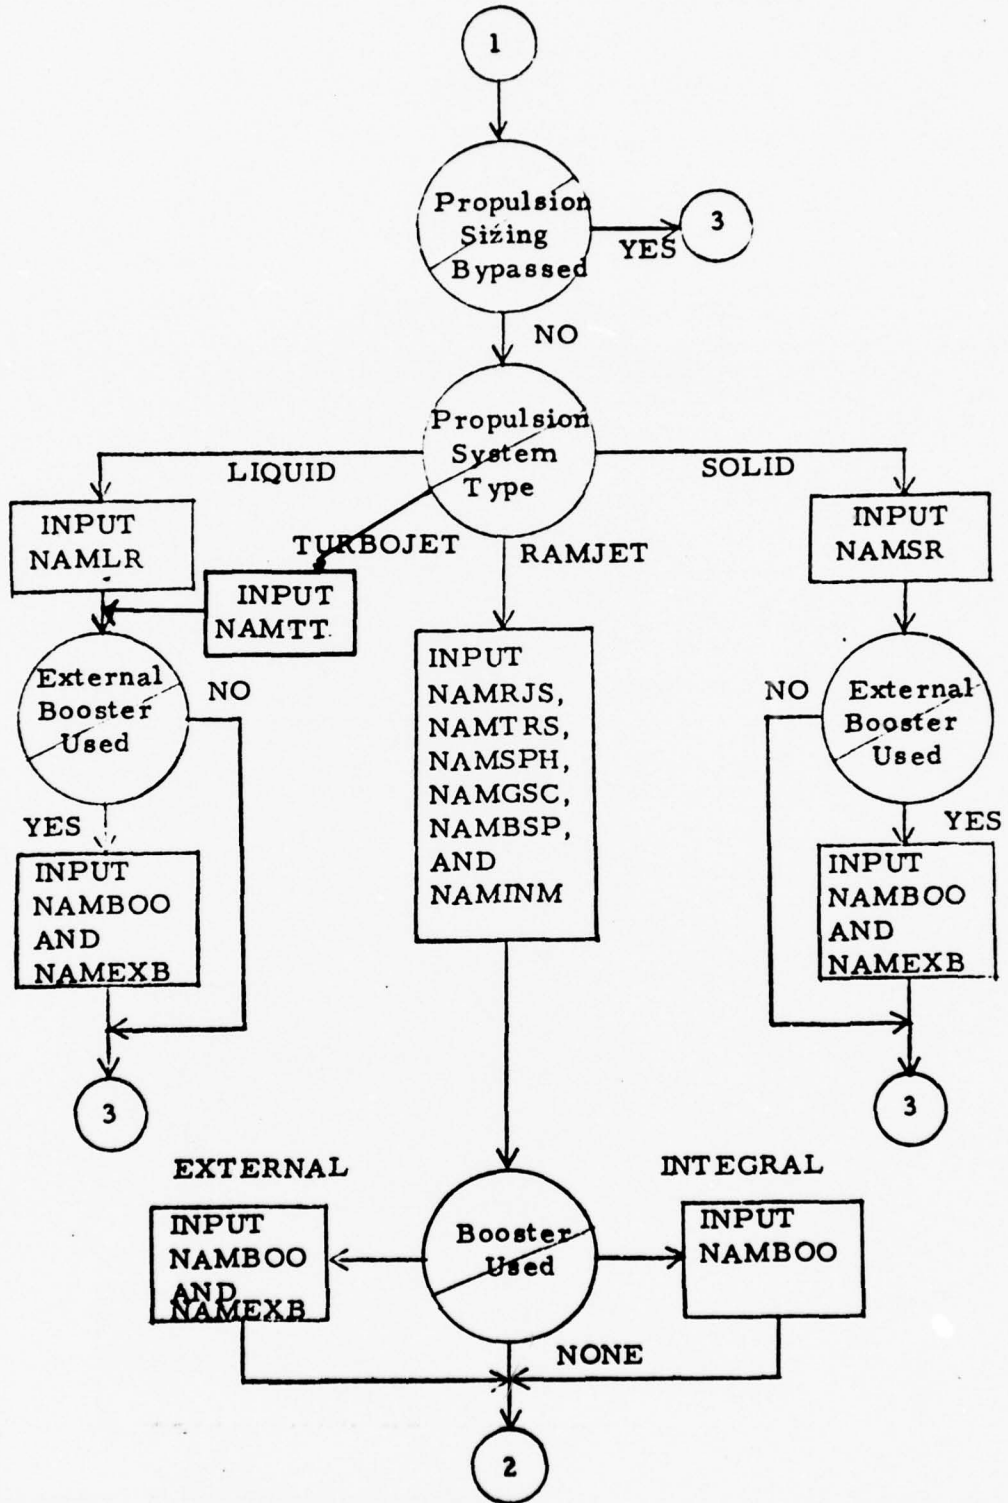 1
Propulsion
Sizing
Bypassed
YES
3
NO
Propulsion
System
Type
LIQUID
SOLID
TURBOJET
RAMJET
INPUT
NAMLR
INPUT
NAMTT
INPUT
NAMSR
External
Booster
Used
NO
INPUT
NAMRJS,
NAMTRS,
NAMSPH,
NAMGSC,
NAMBSP,
AND
NAMINM
NO
External
Booster
Used
YES
INPUT
NAMBOO
AND
NAMEXB
YES
INPUT
NAMBOO
AND
NAMEXB
3
3
EXTERNAL
INTEGRAL
INPUT
NAMBOO
AND
NAMEXB
Booster
Used
INPUT
NAMBOO
NONE
2